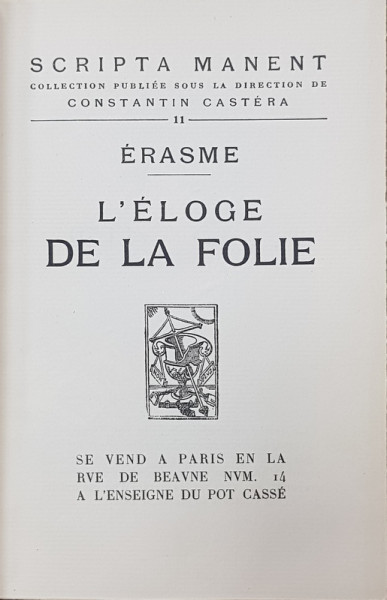 SCRIPTA MANENT
COLLECTION PUBLIÉE SOUS LA DIRECTION DE
CONSTANTIN CASTÉRA
11
ÉRASME
L'ÉLOGE
DE LA FOLIE
SE VEND A PARIS EN LA
RVE DE BEAVNE NVM. 14
A L'ENSEIGNE DU POT CASSÉ